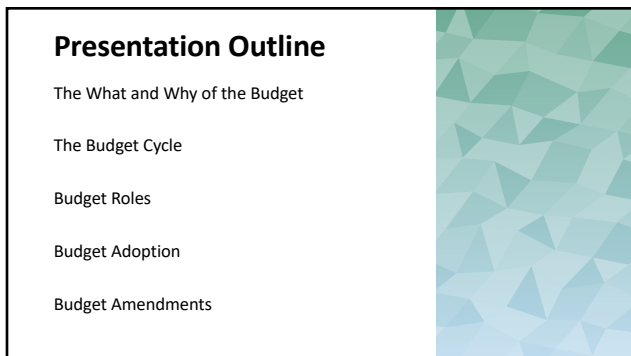 Presentation Outline
The What and Why of the Budget
The Budget Cycle
Budget Roles
Budget Adoption
Budget Amendments